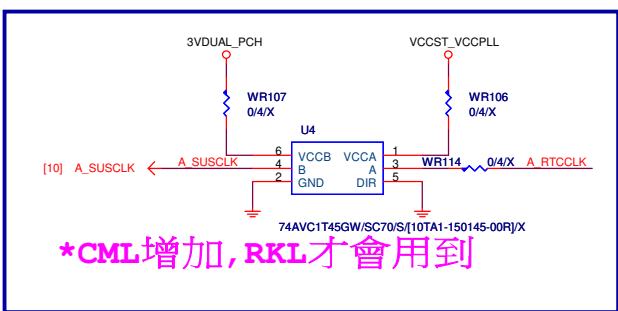 3VDUAL_PCH VCCST_VCCPLL
WR107 WR106
0/4/X 0/4/X
U4
6 VCCB VCCA 1
[10] A_SUSCLK A_SUSCLK 4 B A 3 WR114 0/4/X A_RTCCLK
2 GND DIR 5
74AVC1T45GW/SC70/S/[10TA1-150145-00R]/X
*CML增加,RKL才會用到